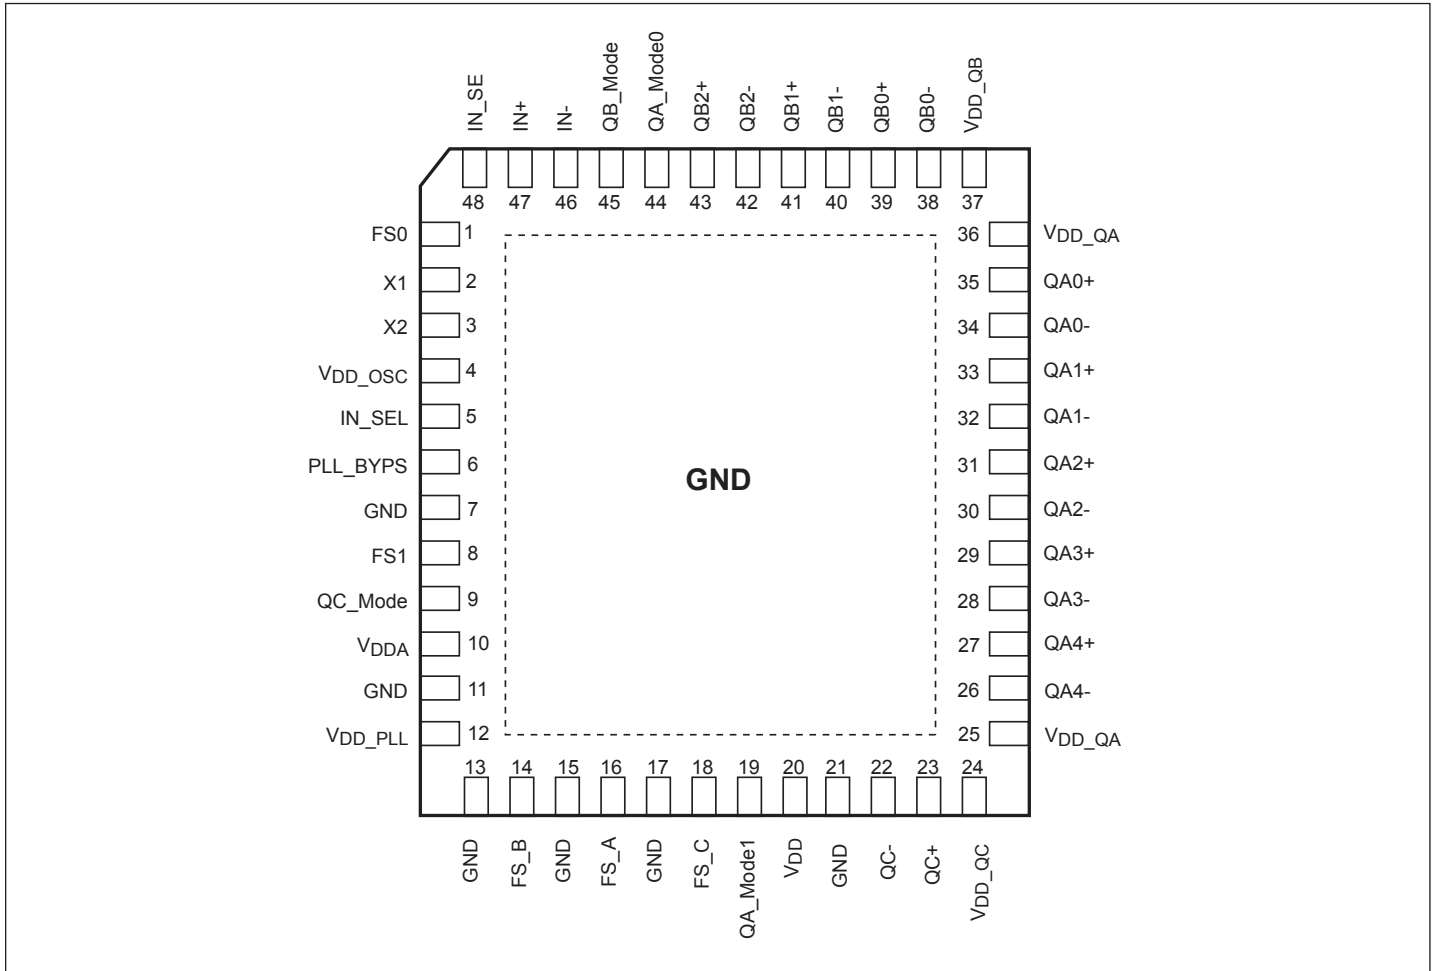 IN_SE
IN+
IN-
QB_Mode
QA_Mode0
QB2+
QB2-
QB1+
QB1-
QB0+
QB0-
VDD_QB
48 47 46 45 44 43 42 41 40 39 38 37
FS0 1
X1 2
X2 3
VDD_OSC 4
IN_SEL 5
PLL_BYPS 6
GND 7
FS1 8
QC_Mode 9
VDDA 10
GND 11
VDD_PLL 12
GND
36 VDD_QA
35 QA0+
34 QA0-
33 QA1+
32 QA1-
31 QA2+
30 QA2-
29 QA3+
28 QA3-
27 QA4+
26 QA4-
25 VDD_QA
13 14 15 16 17 18 19 20 21 22 23 24
GND
FS_B
GND
FS_A
GND
FS_C
QA_Mode1
VDD
GND
QC-
QC+
VDD_QC